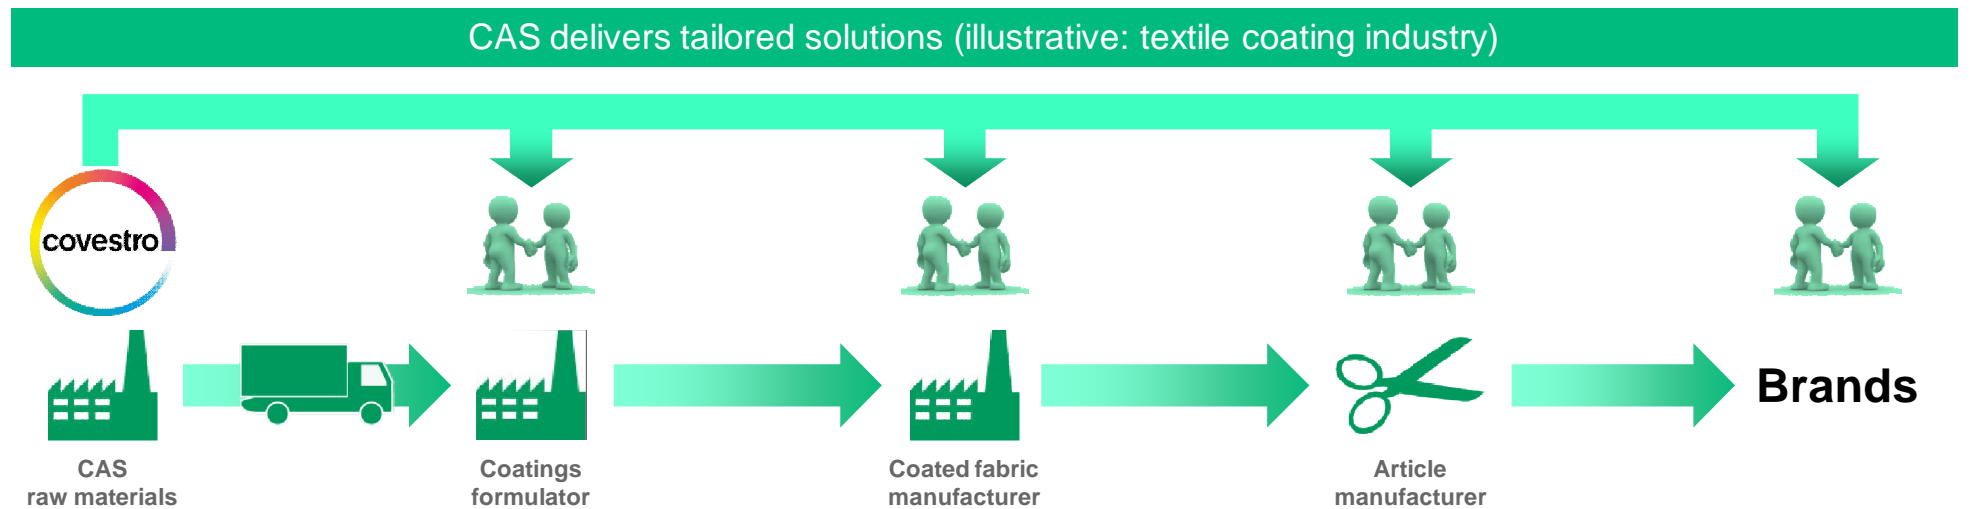 CAS delivers tailored solutions (illustrative: textile coating industry)
covestro
Brands
CAS
raw materials
Coatings
formulator
Coated fabric
manufacturer
Article
manufacturer